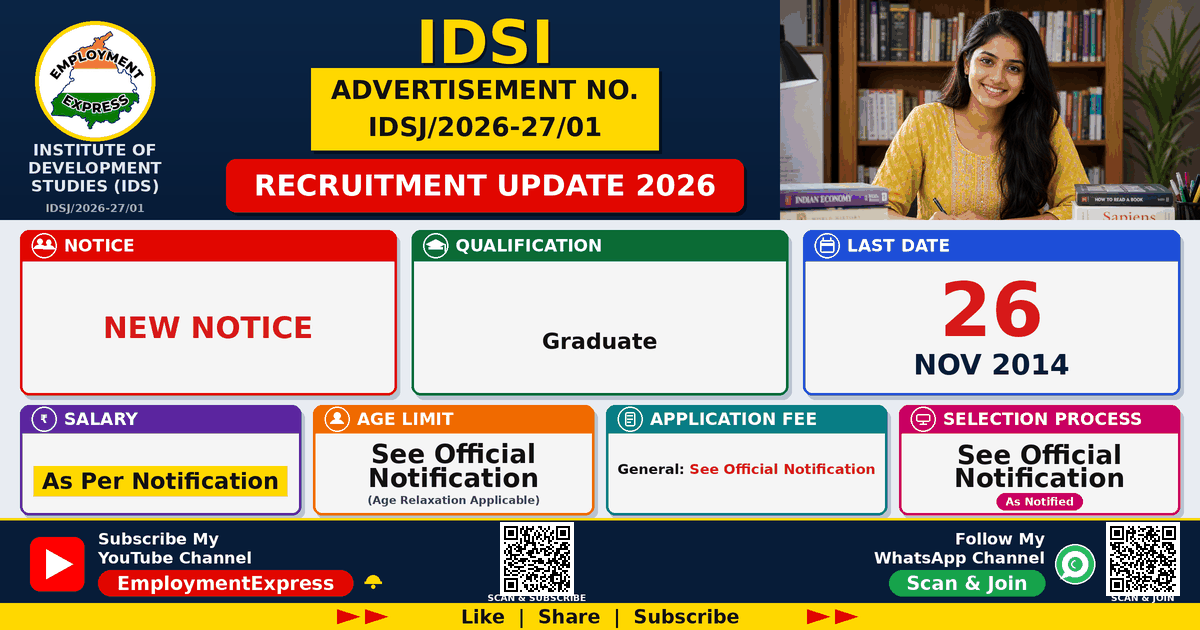 EMPLOYMENT
EXPRESS
INSTITUTE OF
DEVELOPMENT
STUDIES (IDS)
IDSJ/2026-27/01
IDSI
ADVERTISEMENT NO.
IDSJ/2026-27/01
RECRUITMENT UPDATE 2026
INDIAN ECONOMY
HOW TO READ A BOOK
Sapiens
NOTICE
NEW NOTICE
QUALIFICATION
Graduate
LAST DATE
26
NOV 2014
₹ SALARY
As Per Notification
AGE LIMIT
See Official
Notification
(Age Relaxation Applicable)
APPLICATION FEE
General: See Official Notification
SELECTION PROCESS
See Official
Notification
As Notified
Subscribe My
YouTube Channel
EmploymentExpress
SCAN & SUBSCRIBE
Follow My
WhatsApp Channel
Scan & Join
SCAN & JOIN
Like | Share | Subscribe